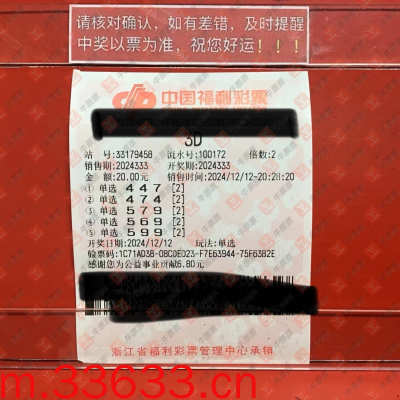 请核对确认，如有差错，及时提醒
中奖以票为准，祝您好运！！！
中国福利彩票
3D
站 号:33179458 流水号:100172 倍数:2
销售期:2024333 开奖期:2024333
金 额:20.00元 销售时间:2024/12/12-20:28:20
① 单选 4 4 7 [2]
② 单选 4 7 4 [2]
③ 单选 5 7 9 [2]
④ 单选 5 6 9 [2]
⑤ 单选 5 9 9 [2]
开奖日期:2024/12/12 玩法:单选
验票码:1C71AD38-08C0ED23-F7E63944-75F63B2E
感谢您为公益事业贡献6.80元
浙江省福利彩票管理中心承销
m.33633.cn